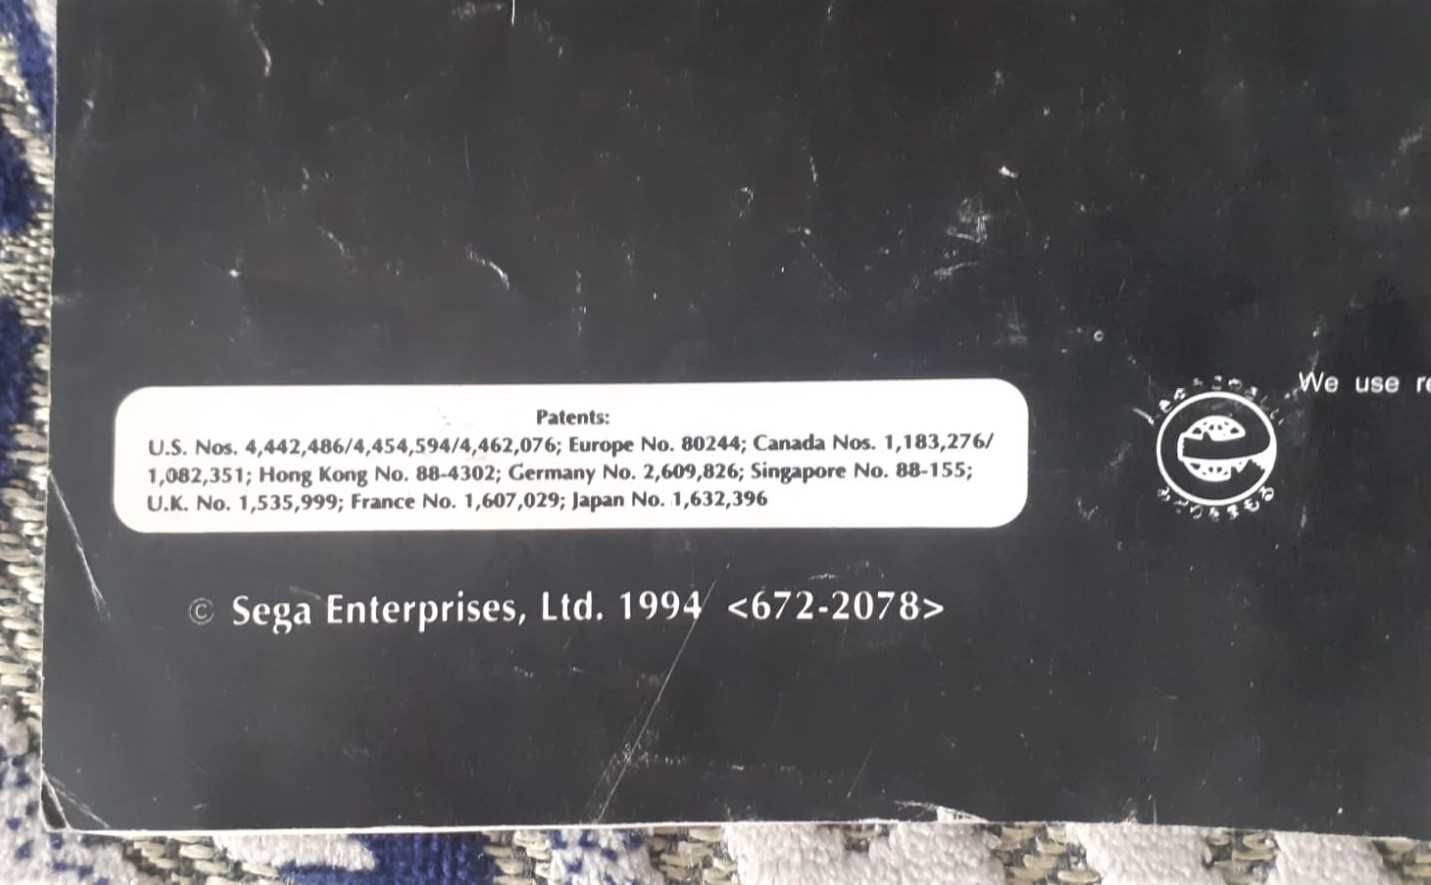 Patents:
U.S. Nos. 4,442,486/4,454,594/4,462,076; Europe No. 80244; Canada Nos. 1,183,276/
1,082,351; Hong Kong No. 88-4302; Germany No. 2,609,826; Singapore No. 88-155;
U.K. No. 1,535,999; France No. 1,607,029; Japan No. 1,632,396
© Sega Enterprises, Ltd. 1994 <672-2078>
We use